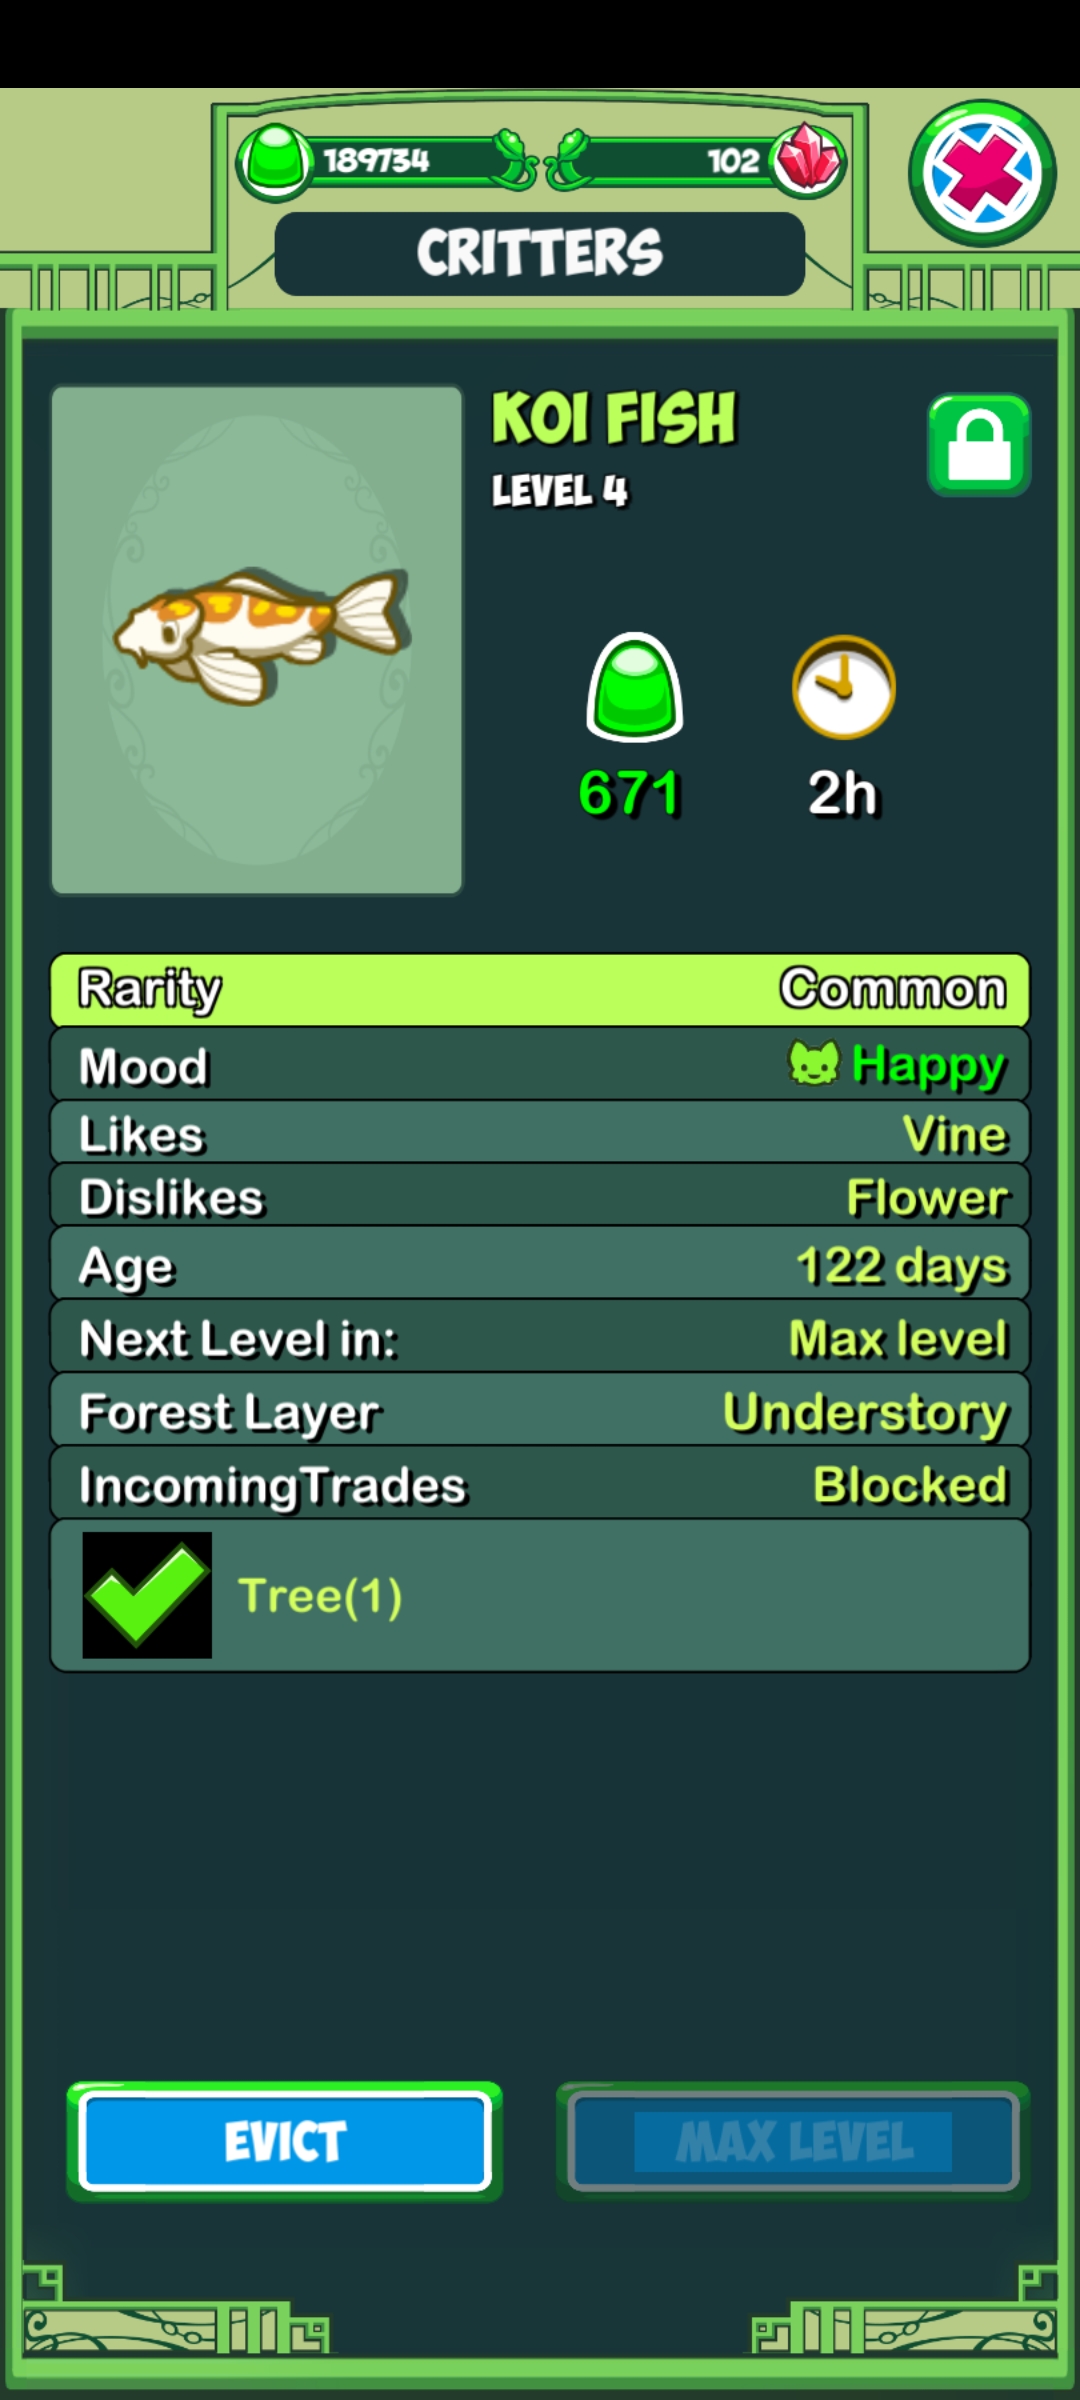 189734
102
CRITTERS
KOI FISH
LEVEL 4
671
2h
Rarity Common
Mood Happy
Likes Vine
Dislikes Flower
Age 122 days
Next Level in: Max level
Forest Layer Understory
IncomingTrades Blocked
Tree(1)
EVICT
MAX LEVEL